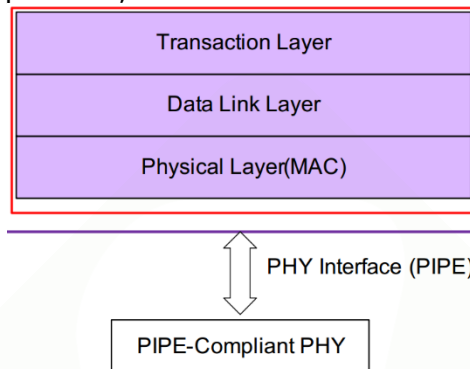 Transaction Layer
Data Link Layer
Physical Layer(MAC)
PHY Interface (PIPE)
PIPE-Compliant PHY